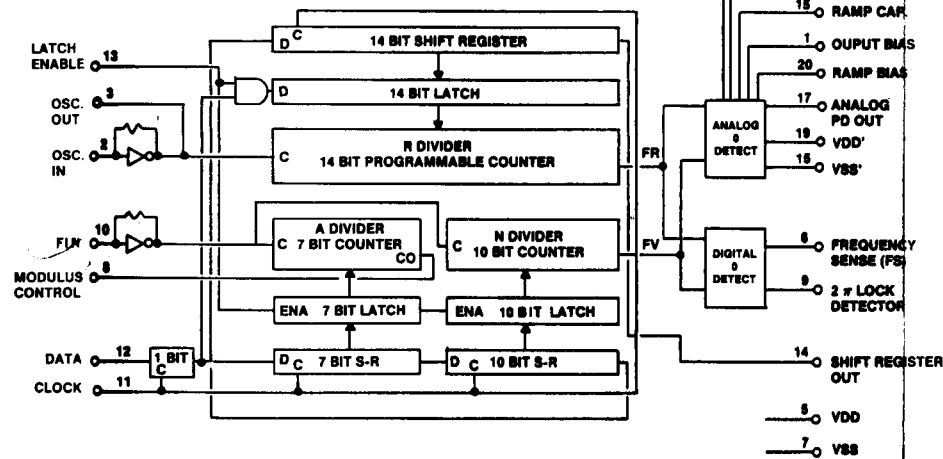 15
RAMP CAP.
1
OUPUT BIAS
20
RAMP BIAS
17
ANALOG
PD OUT
19
VDD'
15
VSS'
LATCH
ENABLE
13
OSC.
OUT
3
OSC.
IN
2
FIN
10
MODULUS
CONTROL
8
DATA
12
CLOCK
11
1 BIT
C
D C
14 BIT SHIFT REGISTER
D
14 BIT LATCH
R DIVIDER
C
14 BIT PROGRAMMABLE COUNTER
A DIVIDER
C 7 BIT COUNTER
CO
N DIVIDER
C
10 BIT COUNTER
ENA 7 BIT LATCH
ENA 10 BIT LATCH
D C 7 BIT S-R
D C 10 BIT S-R
FR
FV
ANALOG
0
DETECT
DIGITAL
0
DETECT
6
FREQUENCY
SENSE (FS)
9
2 π LOCK
DETECTOR
14
SHIFT REGISTER
OUT
5
VDD
7
VSS